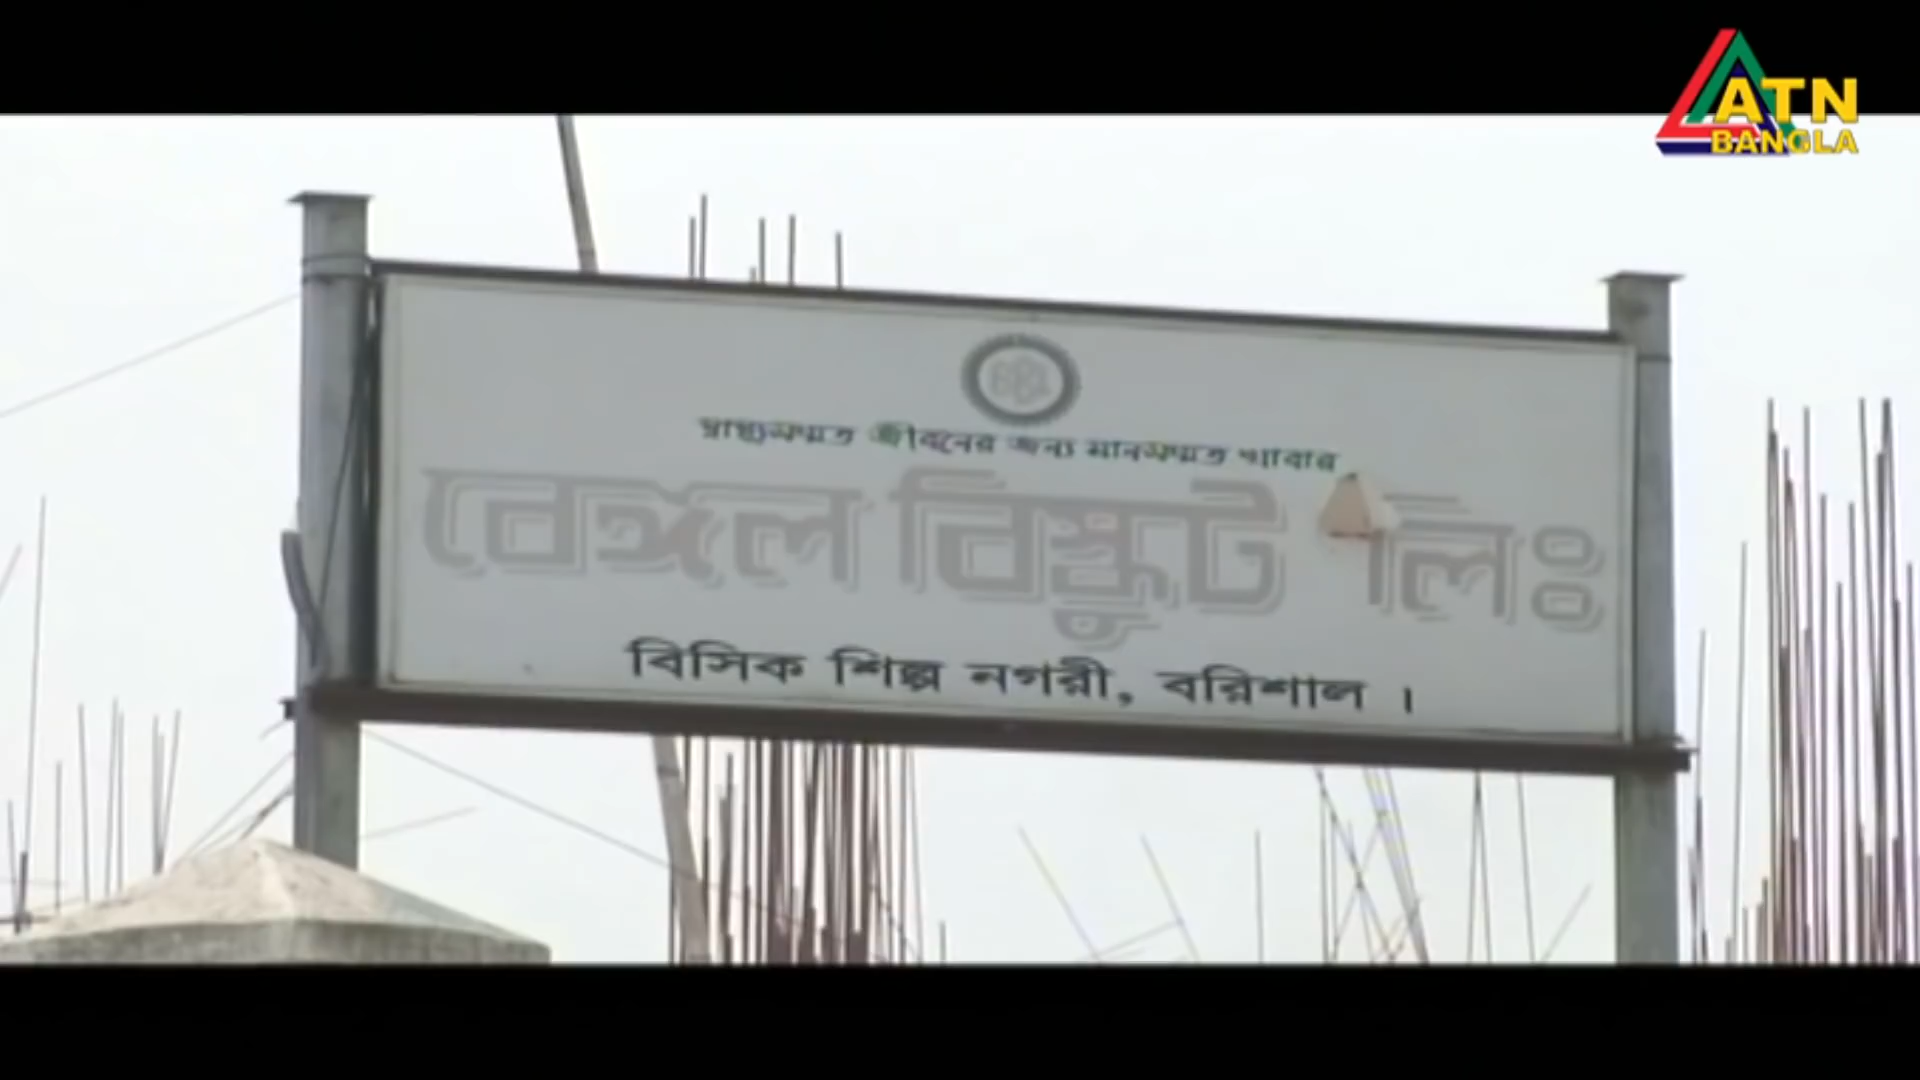 ATN
BANGLA
স্বাস্থ্যসম্মত জীবনের জন্য মানসম্মত খাবার
বেঙ্গল বিস্কুট লিঃ
বিসিক শিল্প নগরী, বরিশাল ।